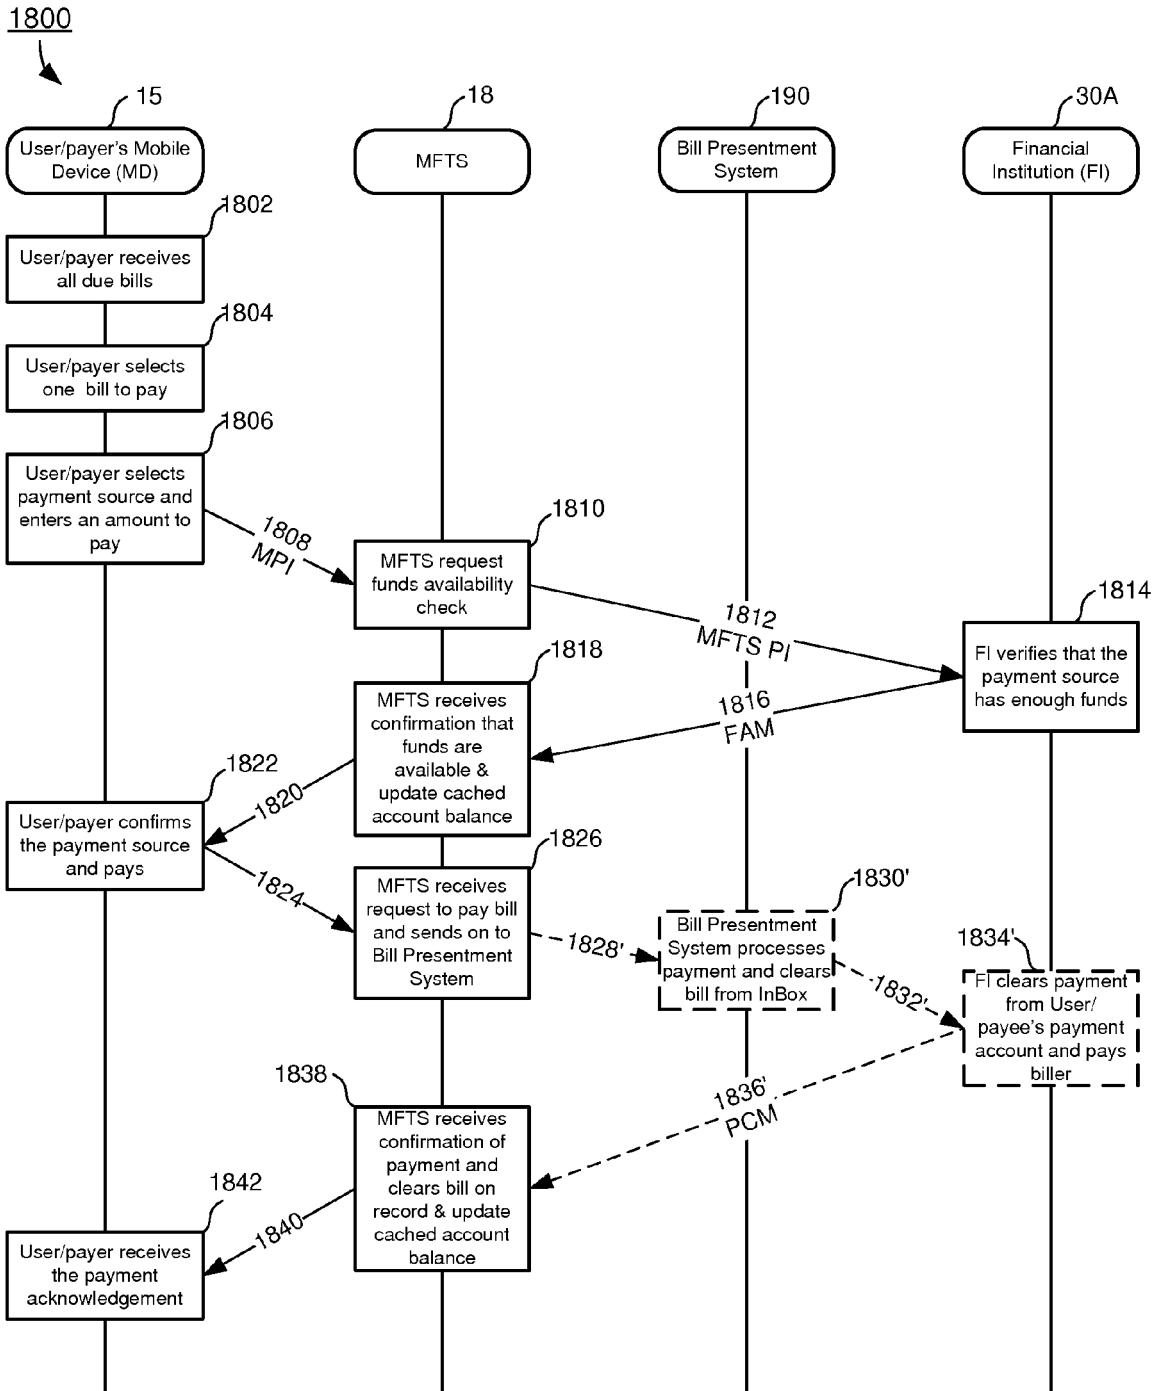 1800
15
18
190
30A
User/payer's Mobile
Device (MD)
MFTS
Bill Presentment
System
Financial
Institution (FI)
1802
User/payer receives
all due bills
1804
User/payer selects
one bill to pay
1806
User/payer selects
payment source and
enters an amount to
pay
1808
MPI
1810
MFTS request
funds availability
check
1812
MFTS PI
1814
FI verifies that the
payment source
has enough funds
1816
FAM
1818
MFTS receives
confirmation that
funds are
available &
update cached
account balance
1820
1822
User/payer confirms
the payment source
and pays
1824
1826
MFTS receives
request to pay bill
and sends on to
Bill Presentment
System
1828'
1830'
Bill Presentment
System processes
payment and clears
bill from InBox
1832'
1834'
FI clears payment
from User/
payee's payment
account and pays
biller
1836'
PCM
1838
MFTS receives
confirmation of
payment and
clears bill on
record & update
cached account
balance
1840
1842
User/payer receives
the payment
acknowledgement